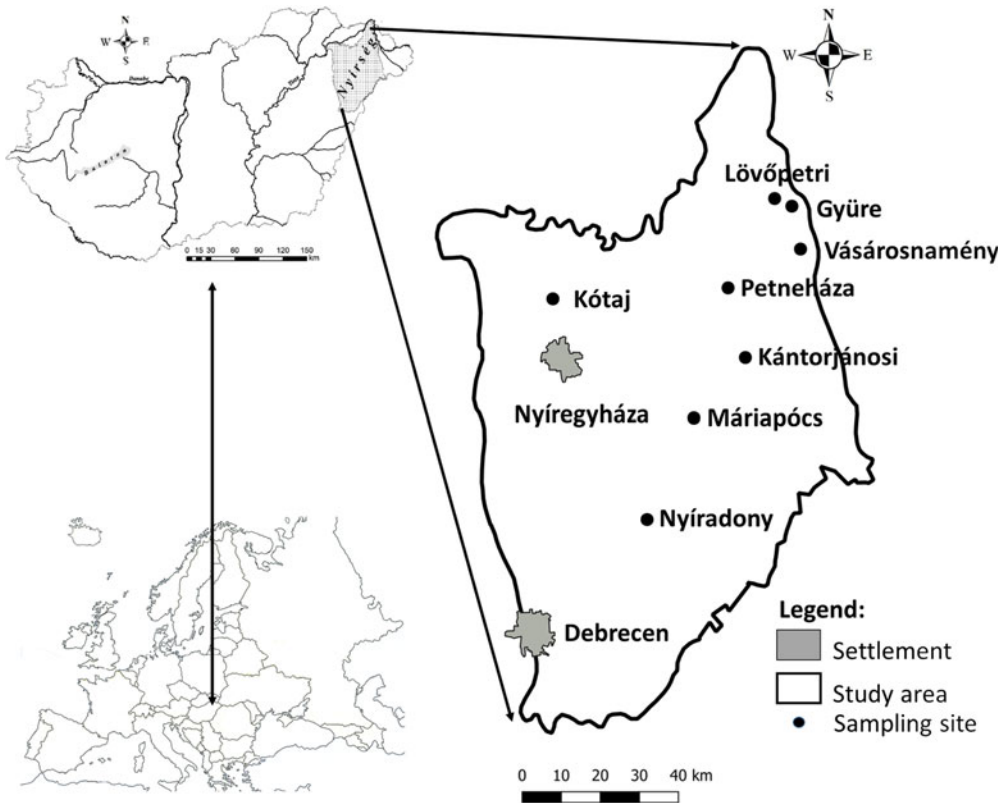 N
W E
S
Nyírség
Balaton
0 15 30 60 90 120 150
km
N
W E
S
Lövőpetri
Gyüre
Vásárosnamény
Petneháza
Kótaj
Kántorjánosi
Nyíregyháza
Máriapócs
Nyíradony
Debrecen
Legend:
Settlement
Study area
Sampling site
0 10 20 30 40 km